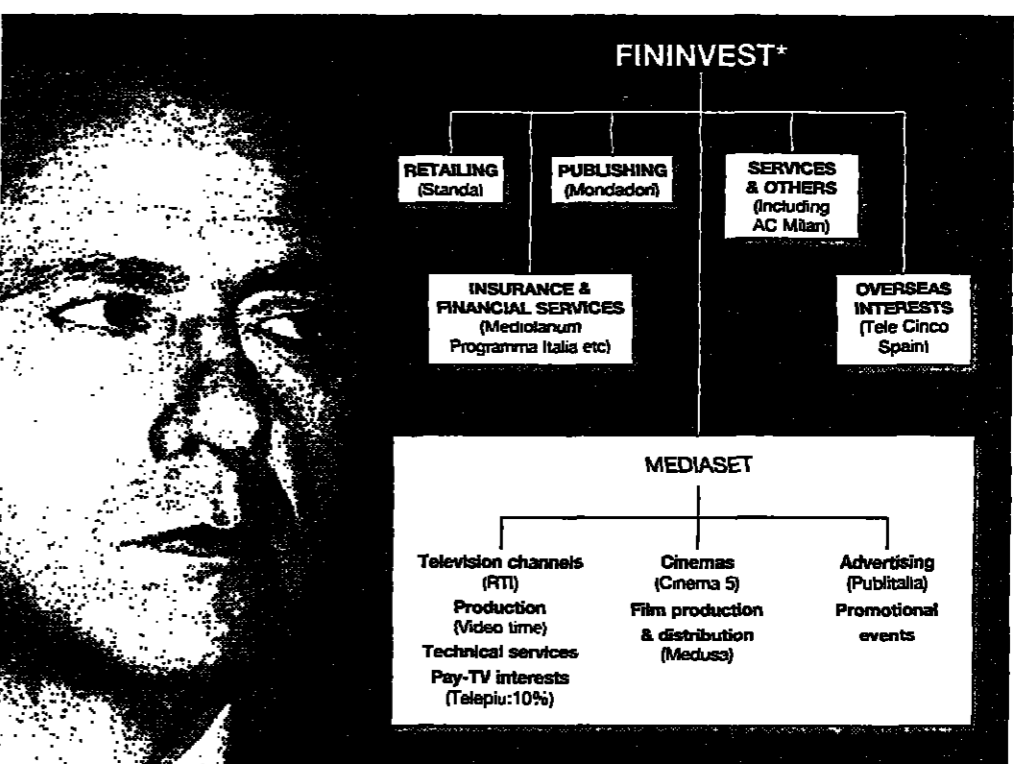 FININVEST*
RETAILING
(Standa)
PUBLISHING
(Mondadori)
SERVICES
& OTHERS
(Including
AC Milan)
INSURANCE &
FINANCIAL SERVICES
(Mediolanum
Programma Italia etc)
OVERSEAS
INTERESTS
(Tele Cinco
Spain)
MEDIASET
Television channels
(RTI)
Production
(Video time)
Technical services
Pay-TV interests
(Telepiu:10%)
Cinemas
(Cinema 5)
Film production
& distribution
(Medusa)
Advertising
(Publitalia)
Promotional
events